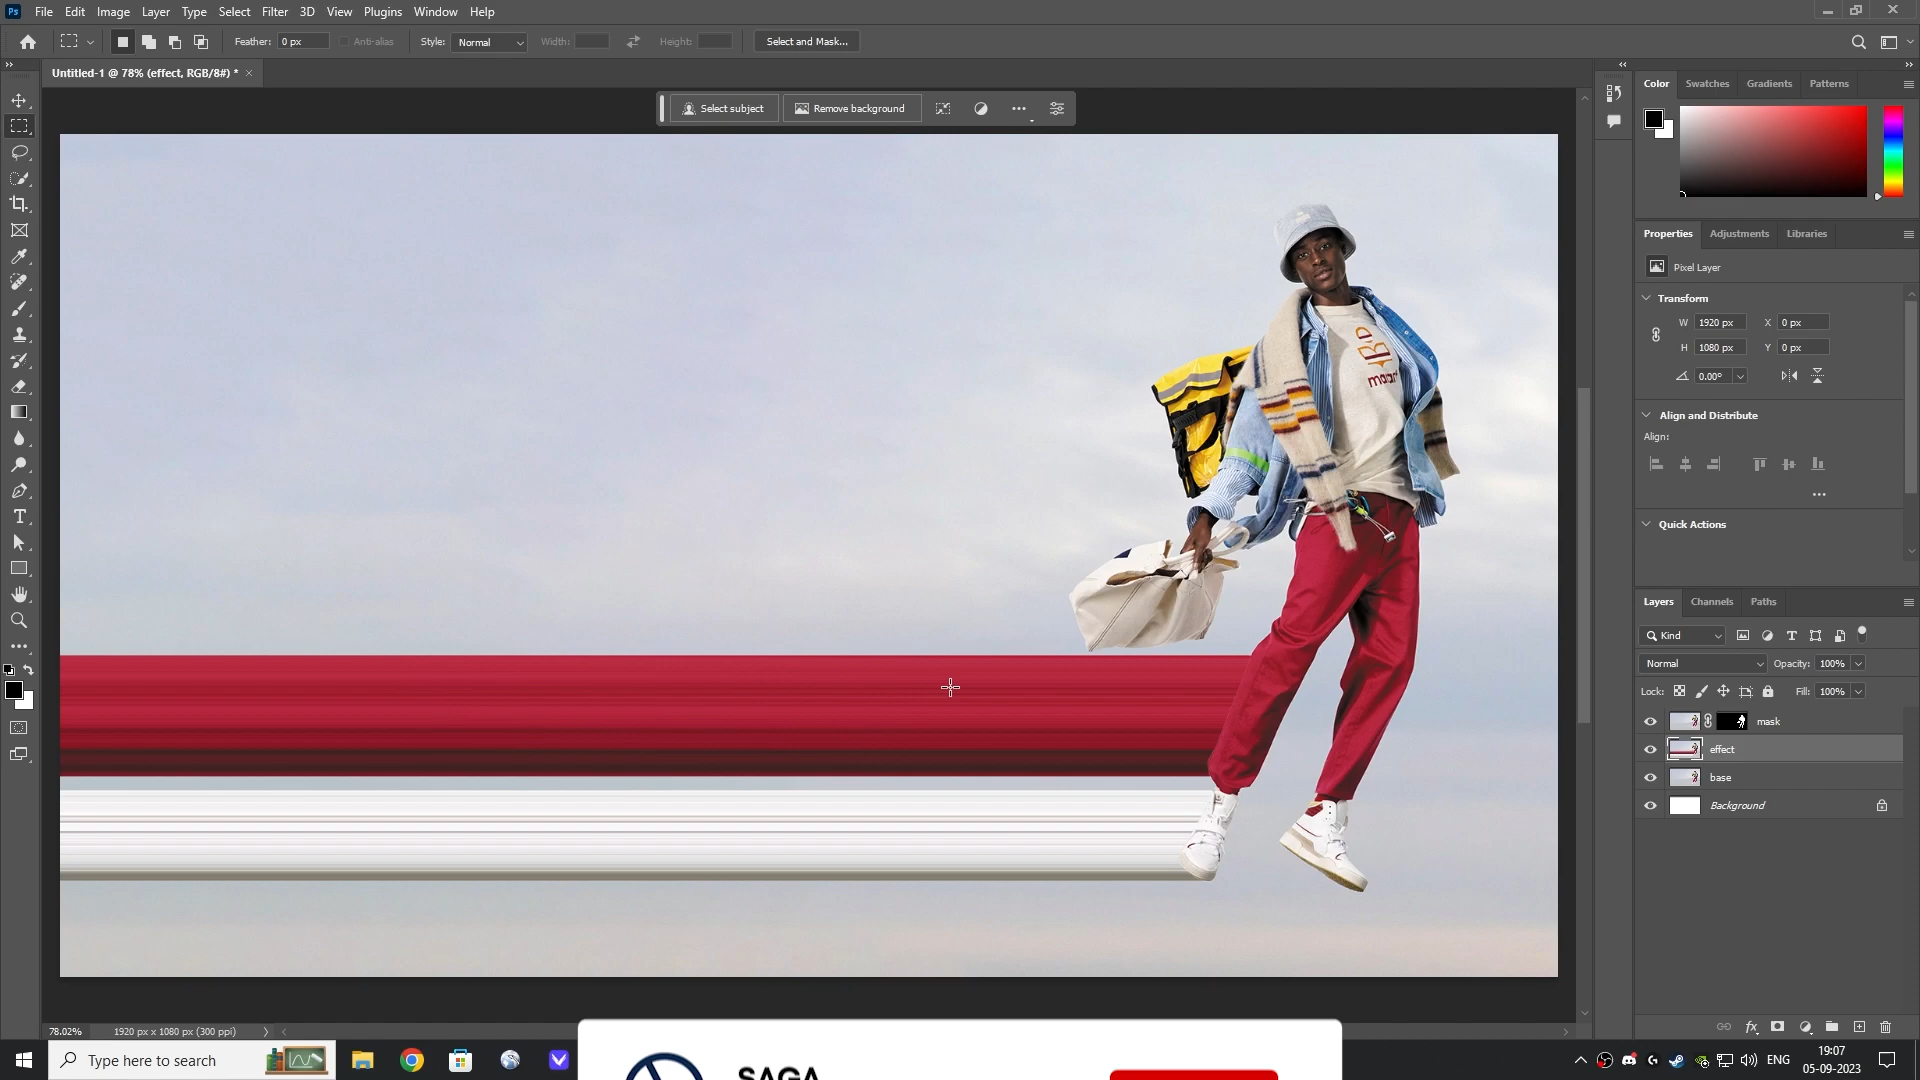 Ps File Edit Image Layer Type Select Filter 3D View Plugins Window Help
Feather: 0 px Anti-alias Style: Normal Width: Height: Select and Mask...
Untitled-1 @ 78% (effect, RGB/8#) *
Select subject Remove background
Color Swatches Gradients Patterns
Properties Adjustments Libraries
Pixel Layer
Transform
W 1920 px X 0 px
H 1080 px Y 0 px
0.00°
Align and Distribute
Align:
Quick Actions
Layers Channels Paths
Kind
Normal Opacity: 100%
Lock: Fill: 100%
mask
effect
base
Background
78.02% 1920 px x 1080 px (300 ppi)
Type here to search
SAGA
ENG
19:07
05-09-2023